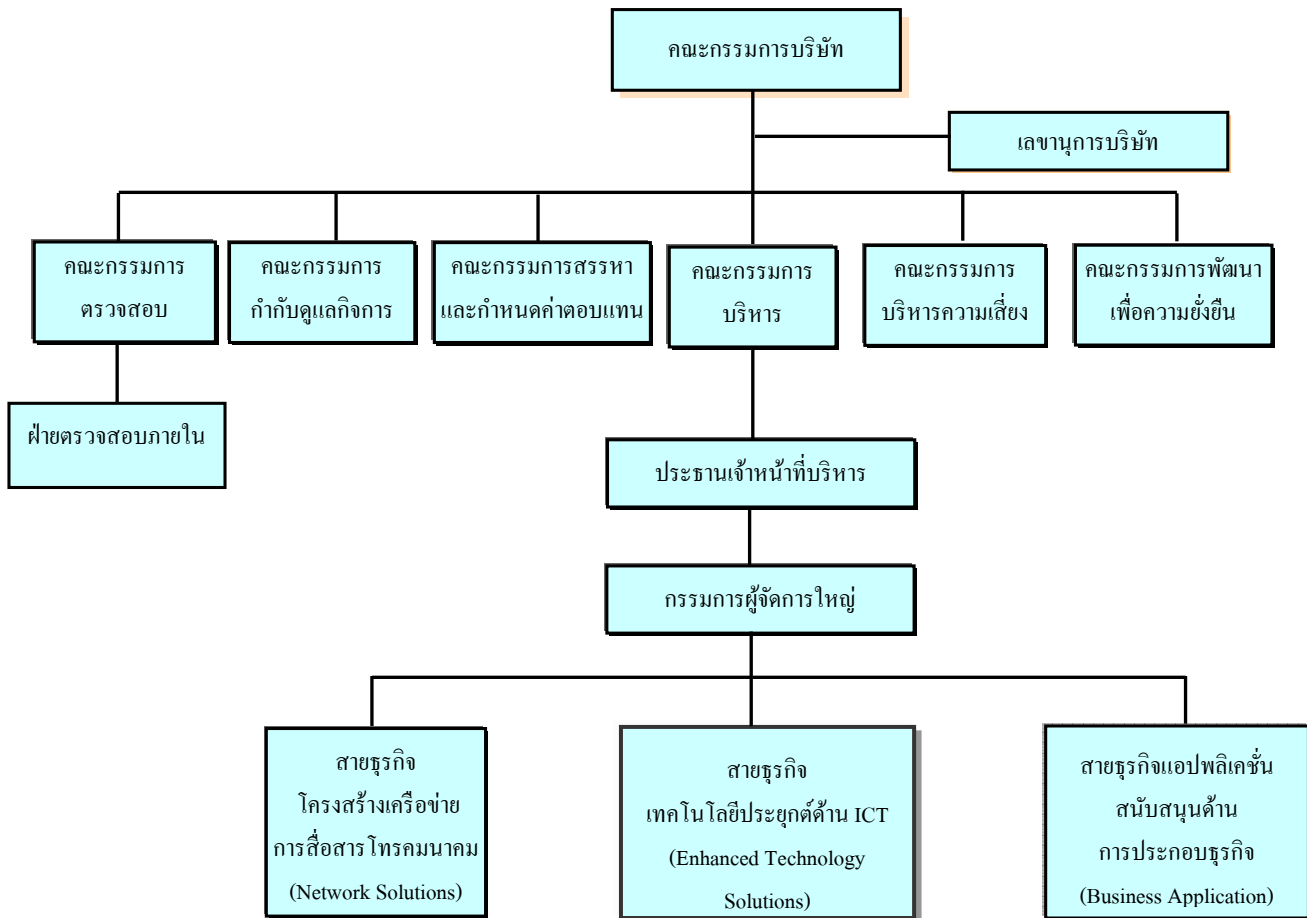 คณะกรรมการบริษัท
เลขานุการบริษัท
คณะกรรมการ
ตรวจสอบ
คณะกรรมการ
กำกับดูแลกิจการ
คณะกรรมการสรรหา
และกำหนดค่าตอบแทน
คณะกรรมการ
บริหาร
คณะกรรมการ
บริหารความเสี่ยง
คณะกรรมการพัฒนา
เพื่อความยั่งยืน
ฝ่ายตรวจสอบภายใน
ประธานเจ้าหน้าที่บริหาร
กรรมการผู้จัดการใหญ่
สายธุรกิจ
โครงสร้างเครือข่าย
การสื่อสารโทรคมนาคม
(Network Solutions)
สายธุรกิจ
เทคโนโลยีประยุกต์ด้าน ICT
(Enhanced Technology
Solutions)
สายธุรกิจแอปพลิเคชั่น
สนับสนุนด้าน
การประกอบธุรกิจ
(Business Application)